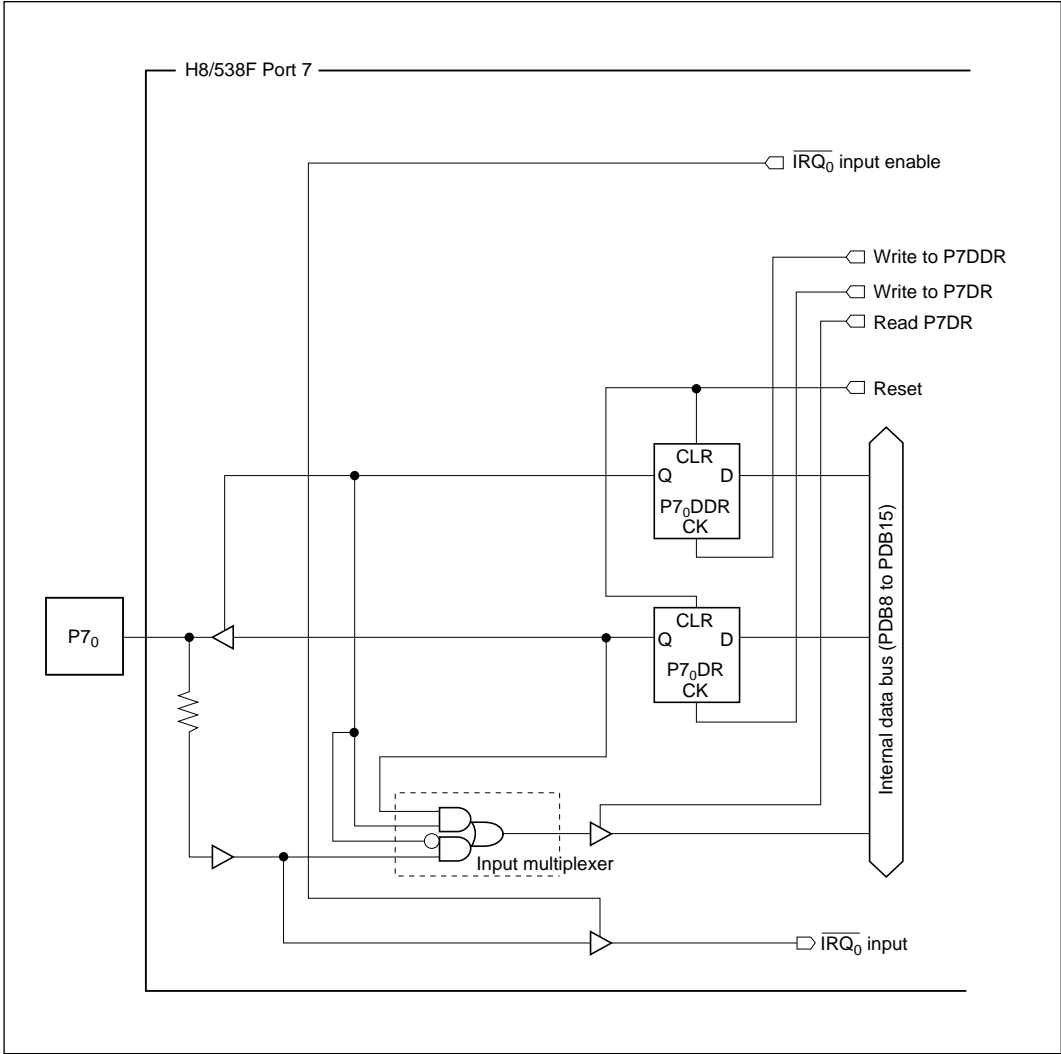 H8/538F Port 7
IRQ0 input enable
Write to P7DDR
Write to P7DR
Read P7DR
Reset
CLR
Q D
P70DDR
CK
Internal data bus (PDB8 to PDB15)
P70
CLR
Q D
P70DR
CK
Input multiplexer
IRQ0 input